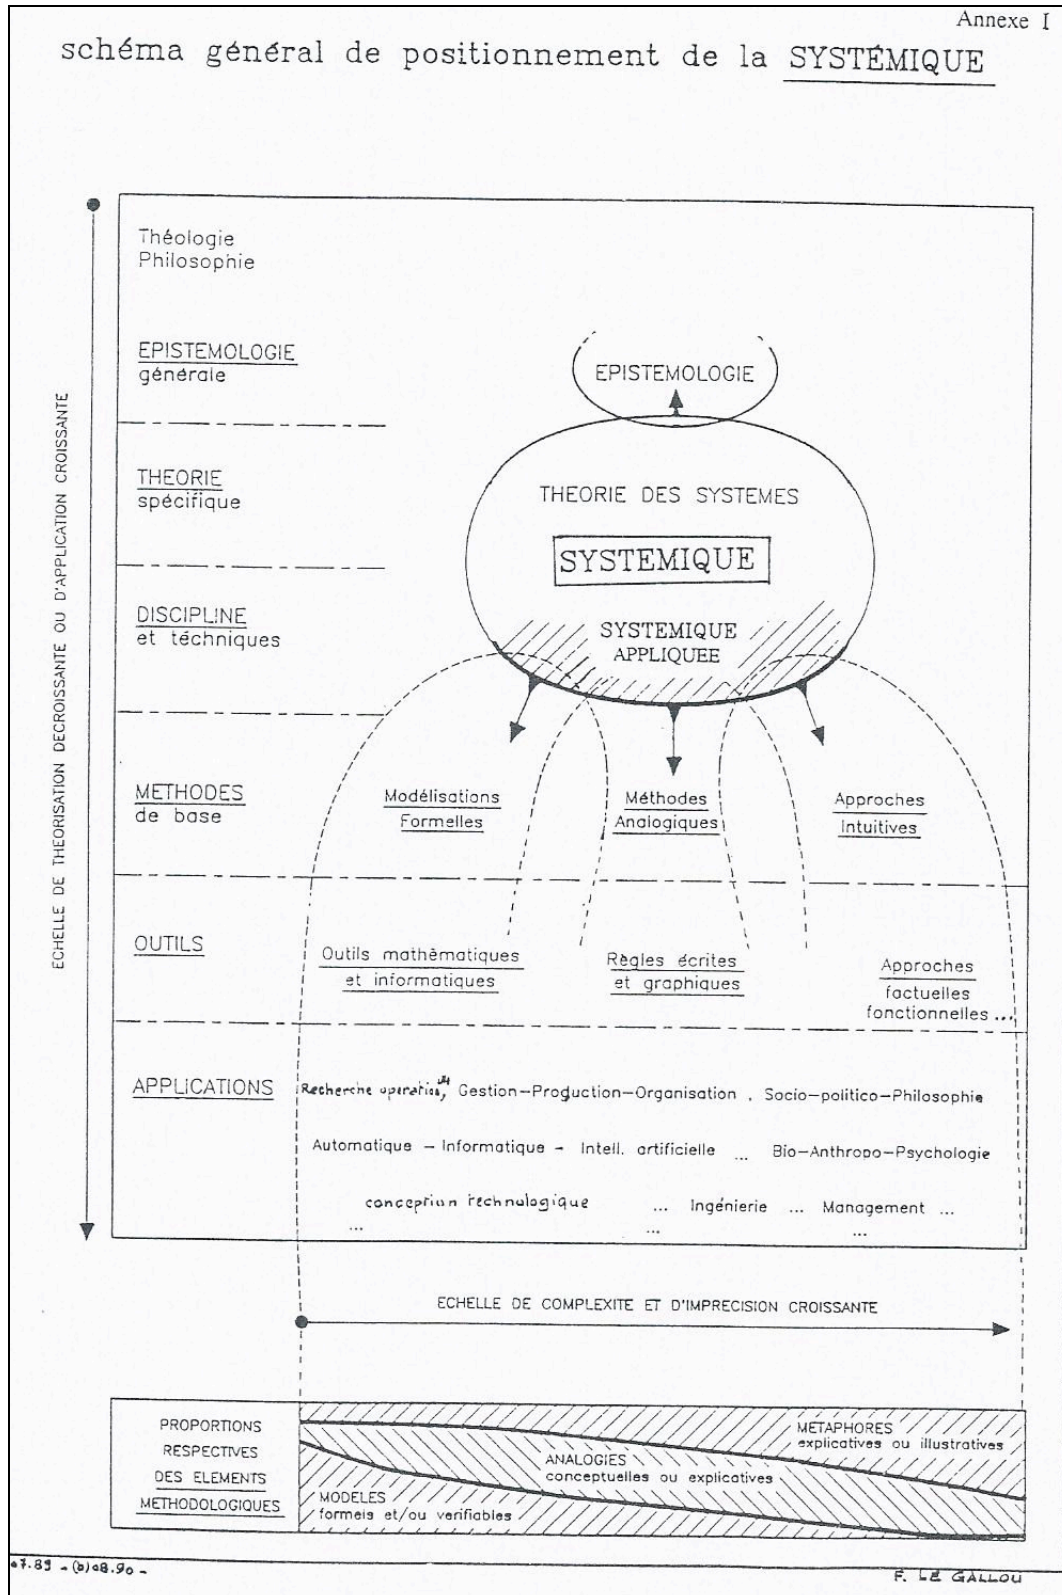 Annexe I
schéma général de positionnement de la SYSTÉMIQUE
ECHELLE DE THEORISATION DECROISSANTE OU D'APPLICATION CROISSANTE
Théologie
Philosophie
EPISTEMOLOGIE
générale
EPISTEMOLOGIE
THEORIE
spécifique
THEORIE DES SYSTEMES
SYSTEMIQUE
DISCIPLINE
et téchniques
SYSTEMIQUE
APPLIQUEE
METHODES
de base
Modélisations
Formelles
Méthodes
Analogiques
Approches
Intuitives
OUTILS
Outils mathématiques
et informatiques
Règles écrites
et graphiques
Approches
factuelles
fonctionnelles ...
APPLICATIONS
Recherche operation, Gestion-Production-Organisation , Socio-politico-Philosophie
Automatique - Informatique - Intell. artificielle ... Bio-Anthropo-Psychologie
conception technologique ... Ingénierie ... Management ...
... ... ...
ECHELLE DE COMPLEXITE ET D'IMPRECISION CROISSANTE
PROPORTIONS
RESPECTIVES
DES ELEMENTS
METHODOLOGIQUES
METAPHORES
explicatives ou illustratives
ANALOGIES
conceptuelles ou explicatives
MODELES
formels et/ou verifiables
07.89 - (b) 08.90 -
F. LE GALLOU